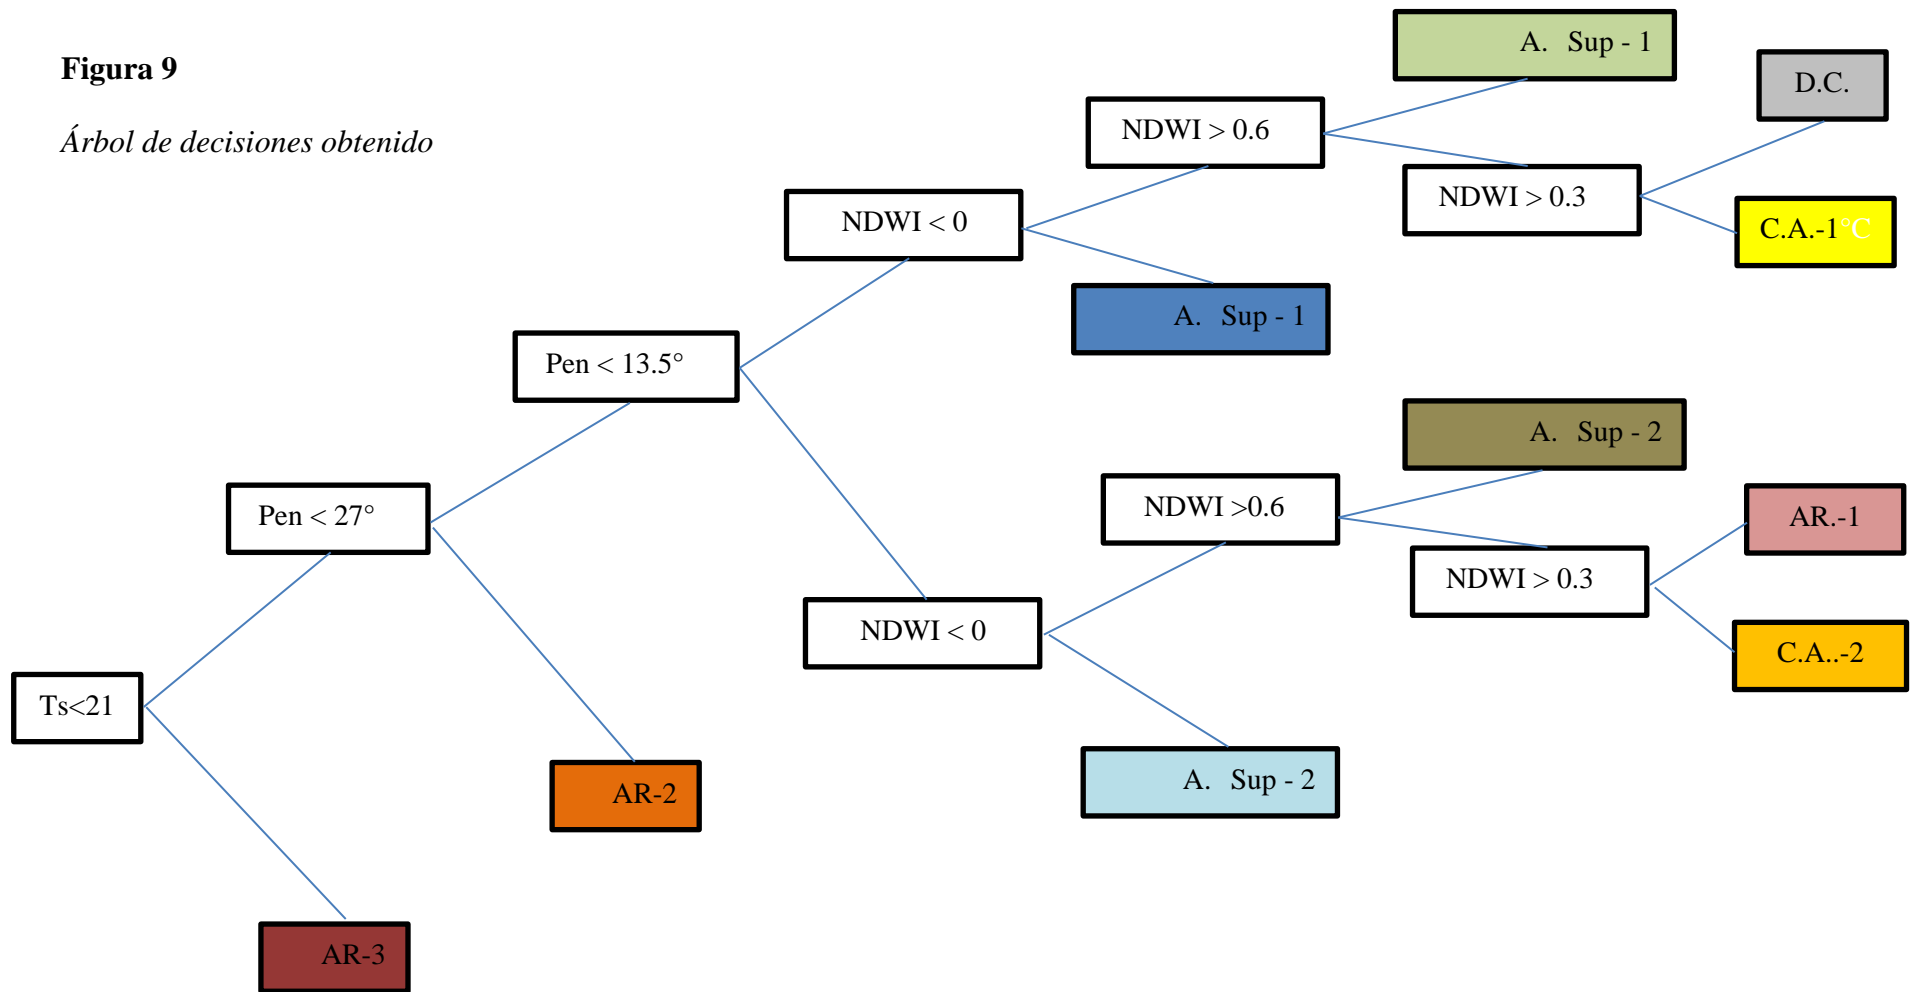 Figura 9
Árbol de decisiones obtenido
A. Sup - 1
D.C.
NDWI > 0.6
NDWI > 0.3
NDWI < 0
C.A.-1°C
A. Sup - 1
Pen < 13.5°
A. Sup - 2
NDWI >0.6
AR.-1
Pen < 27°
NDWI > 0.3
NDWI < 0
C.A..-2
Ts<21
A. Sup - 2
AR-2
AR-3